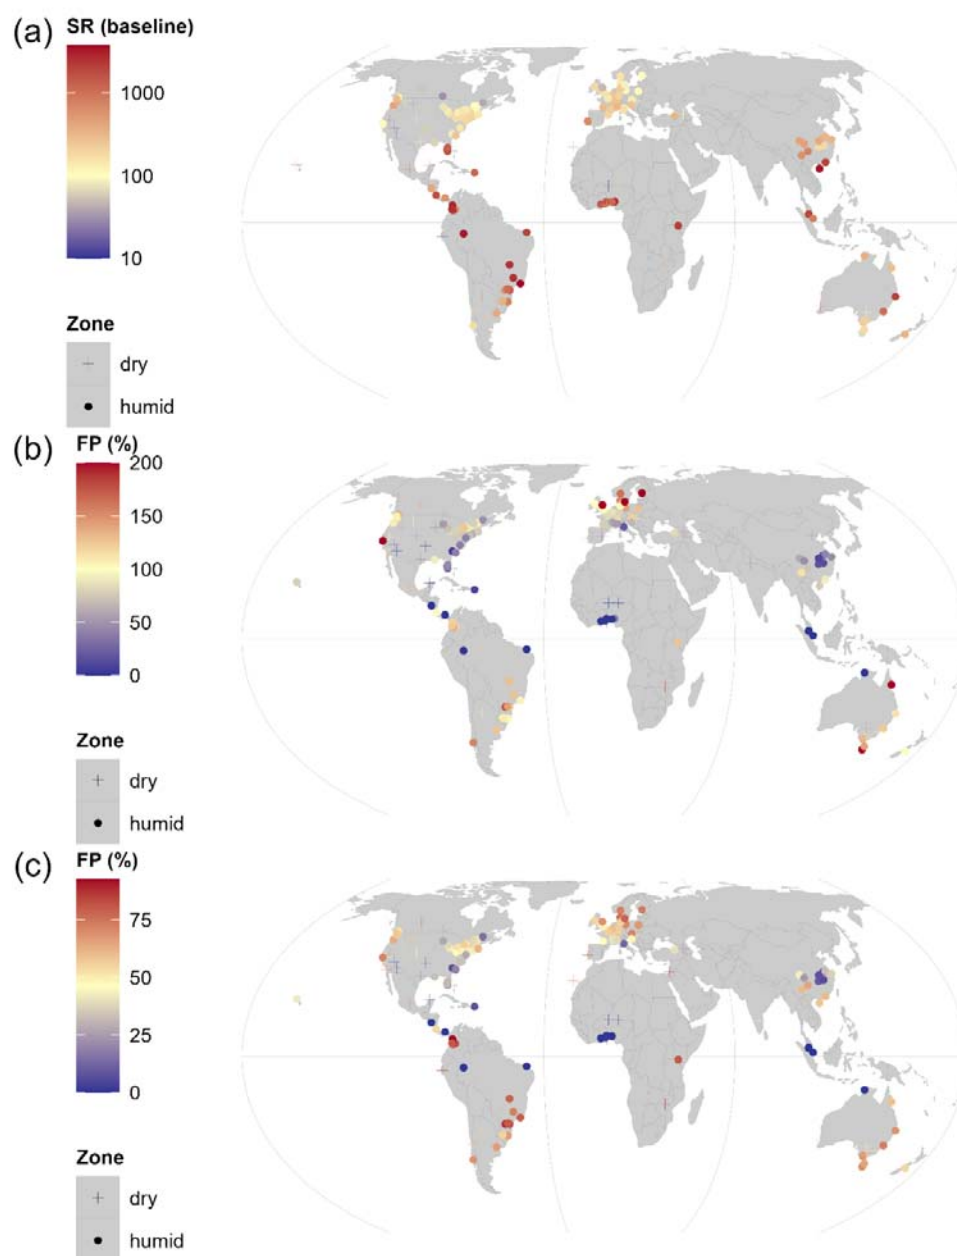 (a)
SR (baseline)
1000
100
10
Zone
dry
humid
(b)
FP (%)
200
150
100
50
0
Zone
dry
humid
(c)
FP (%)
75
50
25
0
Zone
dry
humid